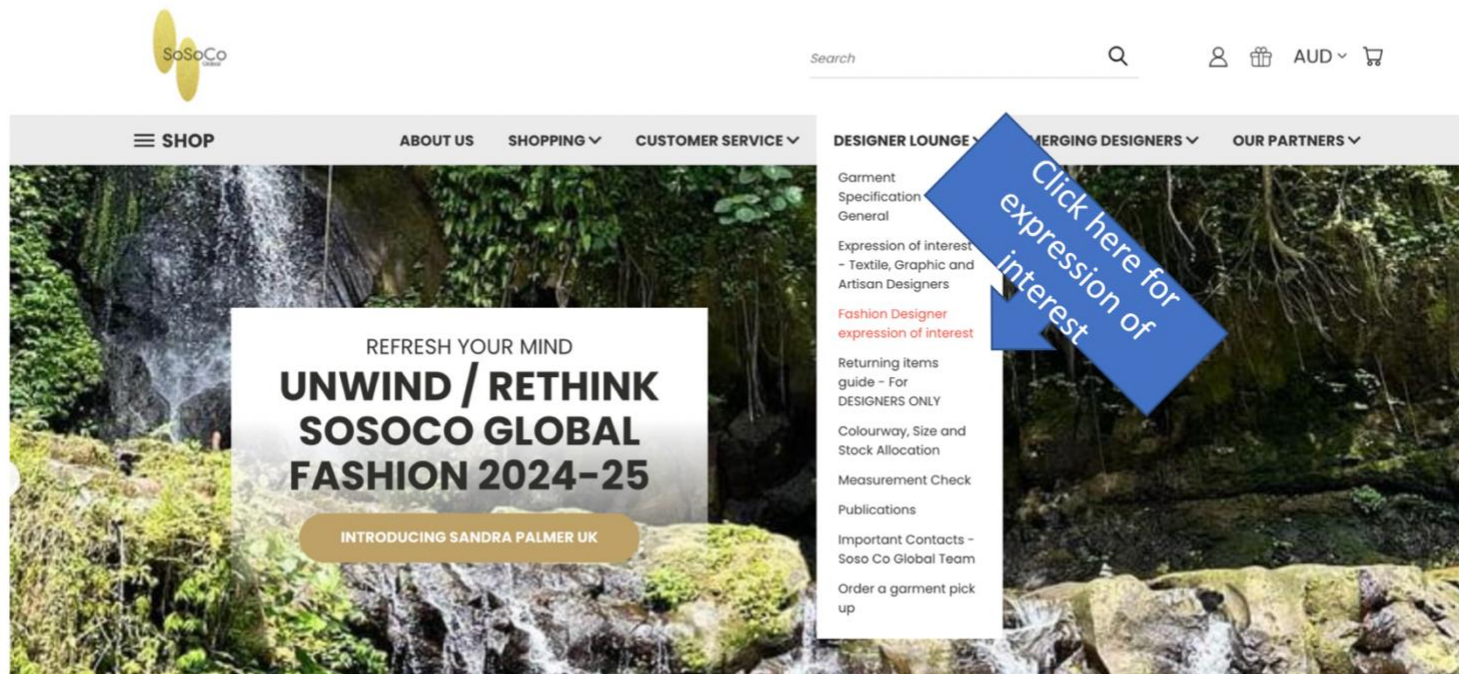 SoSoCo
Global
Search
AUD
SHOP
ABOUT US
SHOPPING
CUSTOMER SERVICE
DESIGNER LOUNGE
MERGING DESIGNERS
OUR PARTNERS
Garment
Specification
General
Expression of interest
- Textile, Graphic and
Artisan Designers
Fashion Designer
expression of interest
Returning items
guide - For
DESIGNERS ONLY
Colourway, Size and
Stock Allocation
Measurement Check
Publications
Important Contacts -
Soso Co Global Team
Order a garment pick
up
Click here for
expression of
interest
REFRESH YOUR MIND
UNWIND / RETHINK
SOSOCO GLOBAL
FASHION 2024-25
INTRODUCING SANDRA PALMER UK